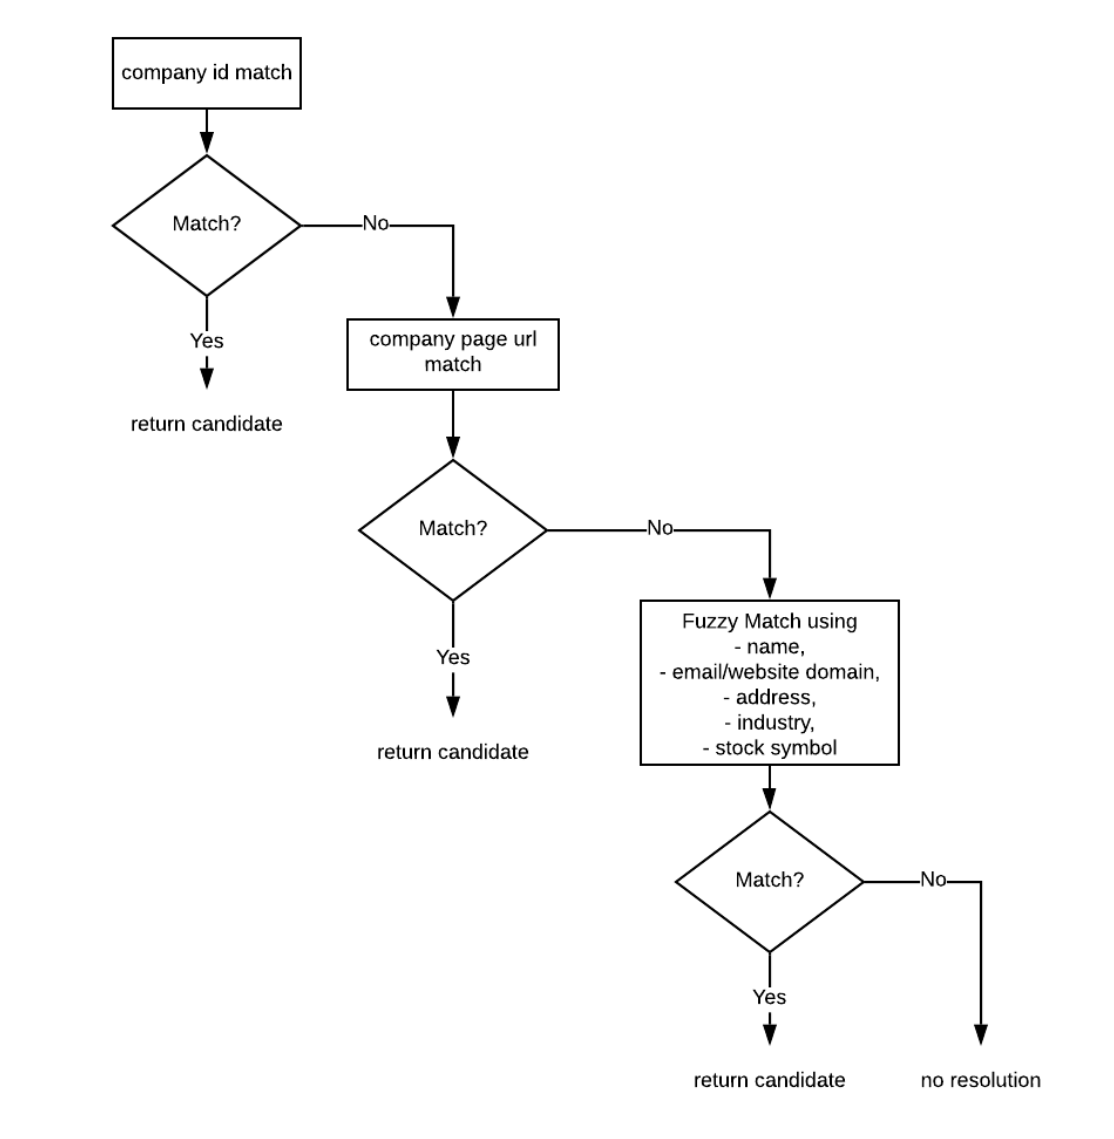 company id match
Match?
No
Yes
return candidate
company page url
match
Match?
No
Yes
return candidate
Fuzzy Match using
- name,
- email/website domain,
- address,
- industry,
- stock symbol
Match?
No
Yes
return candidate
no resolution